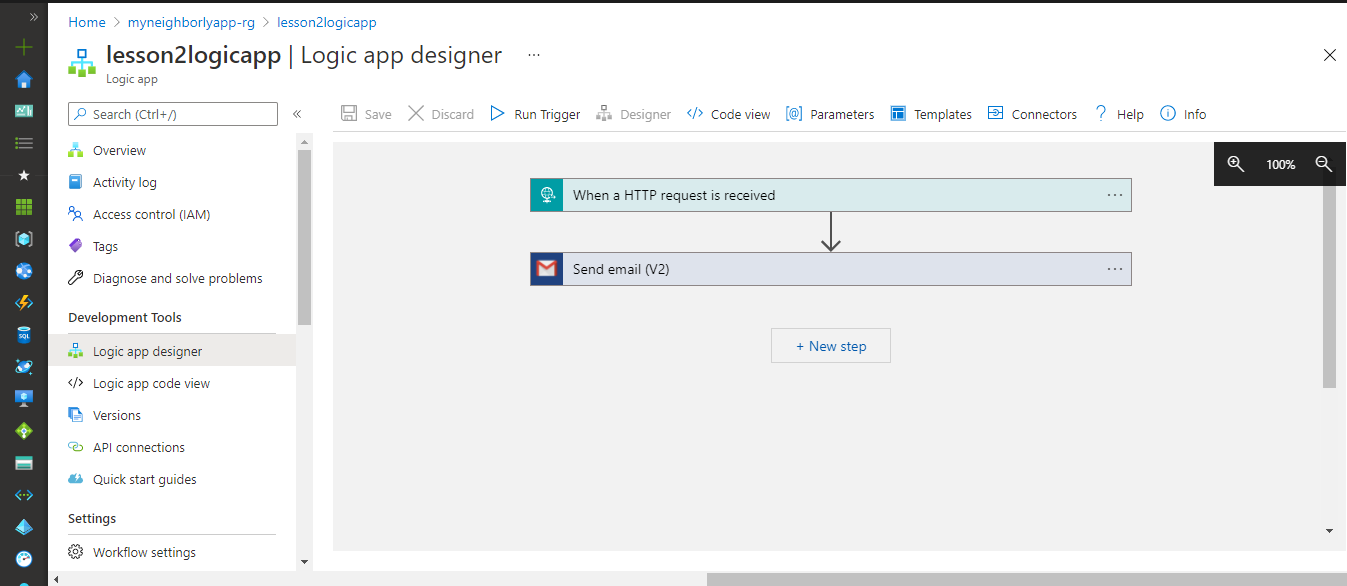 Home > myneighborlyapp-rg > lesson2logicapp
lesson2logicapp | Logic app designer ...
Logic app
Search (Ctrl+/)
Save Discard Run Trigger Designer Code view Parameters Templates Connectors ? Help Info
Overview
Activity log
Access control (IAM)
Tags
Diagnose and solve problems
Development Tools
Logic app designer
Logic app code view
Versions
API connections
Quick start guides
Settings
Workflow settings
100%
When a HTTP request is received ...
Send email (V2) ...
+ New step
SQL